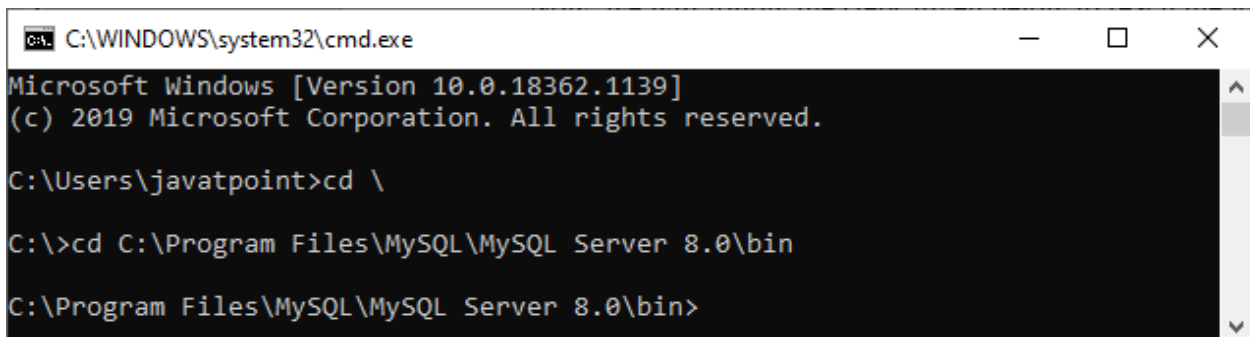 C:\WINDOWS\system32\cmd.exe
Microsoft Windows [Version 10.0.18362.1139]
(c) 2019 Microsoft Corporation. All rights reserved.
C:\Users\javatpoint>cd \
C:\>cd C:\Program Files\MySQL\MySQL Server 8.0\bin
C:\Program Files\MySQL\MySQL Server 8.0\bin>